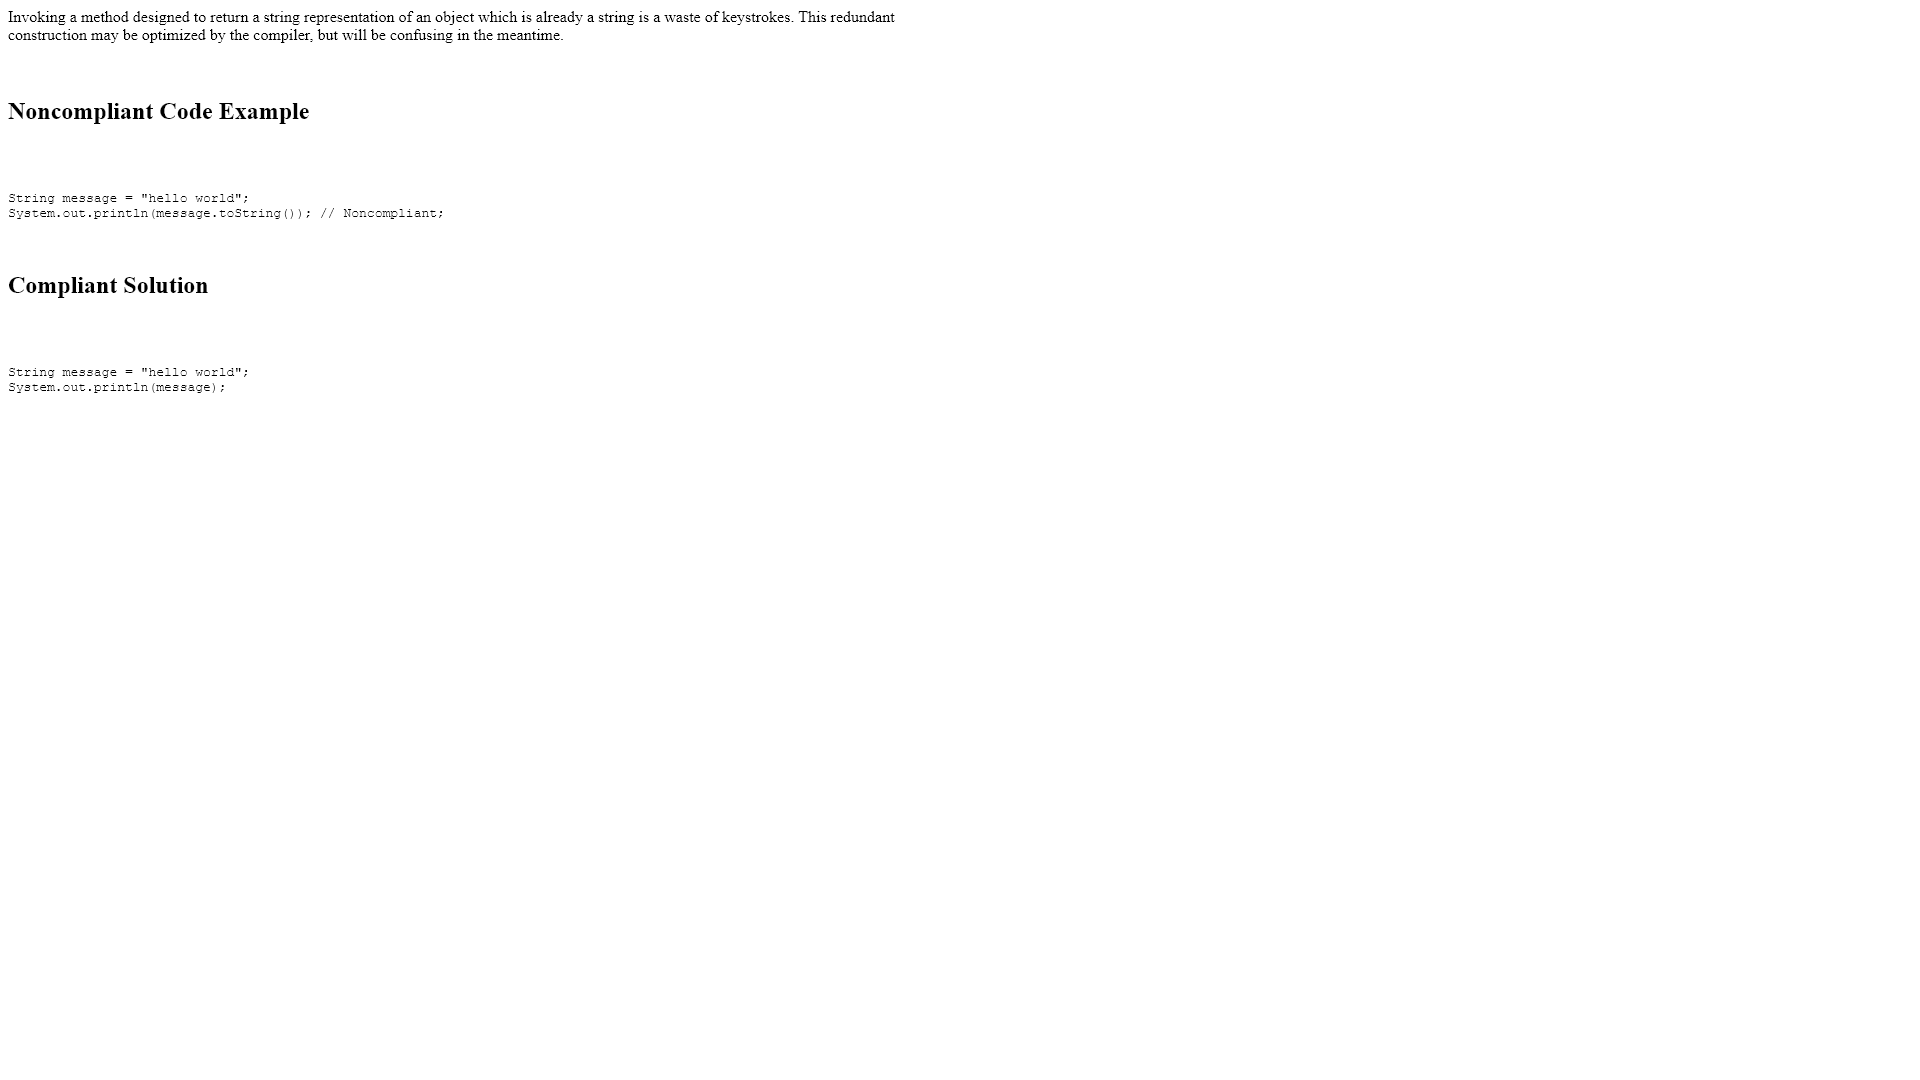 Invoking a method designed to return a string representation of an object which is already a string is a waste of keystrokes. This redundant
construction may be optimized by the compiler, but will be confusing in the meantime.
Noncompliant Code Example
String message = "hello world";
System.out.println(message.toString()); // Noncompliant;
Compliant Solution
String message = "hello world";
System.out.println(message);